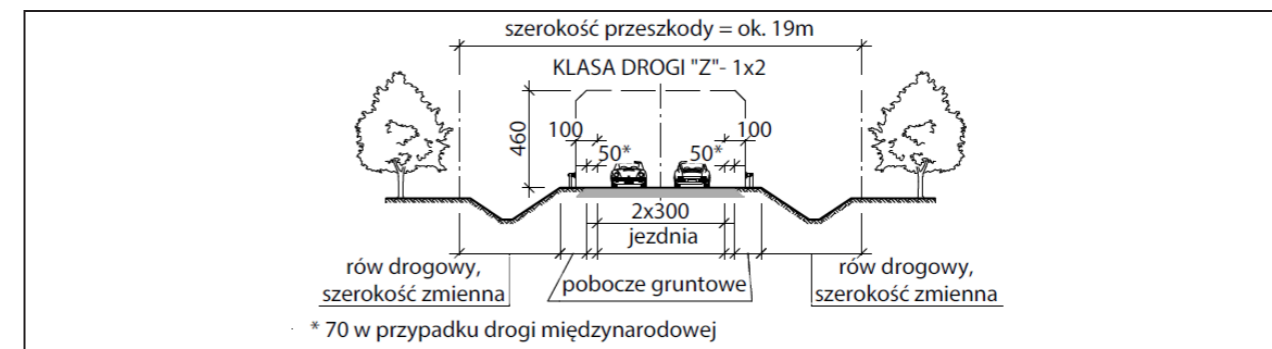 szerokość przeszkody = ok. 19m
KLASA DROGI "Z"- 1x2
460
100
100
50*
50*
2x300
jezdnia
rów drogowy,
szerokość zmienna
pobocze gruntowe
rów drogowy,
szerokość zmienna
* 70 w przypadku drogi międzynarodowej